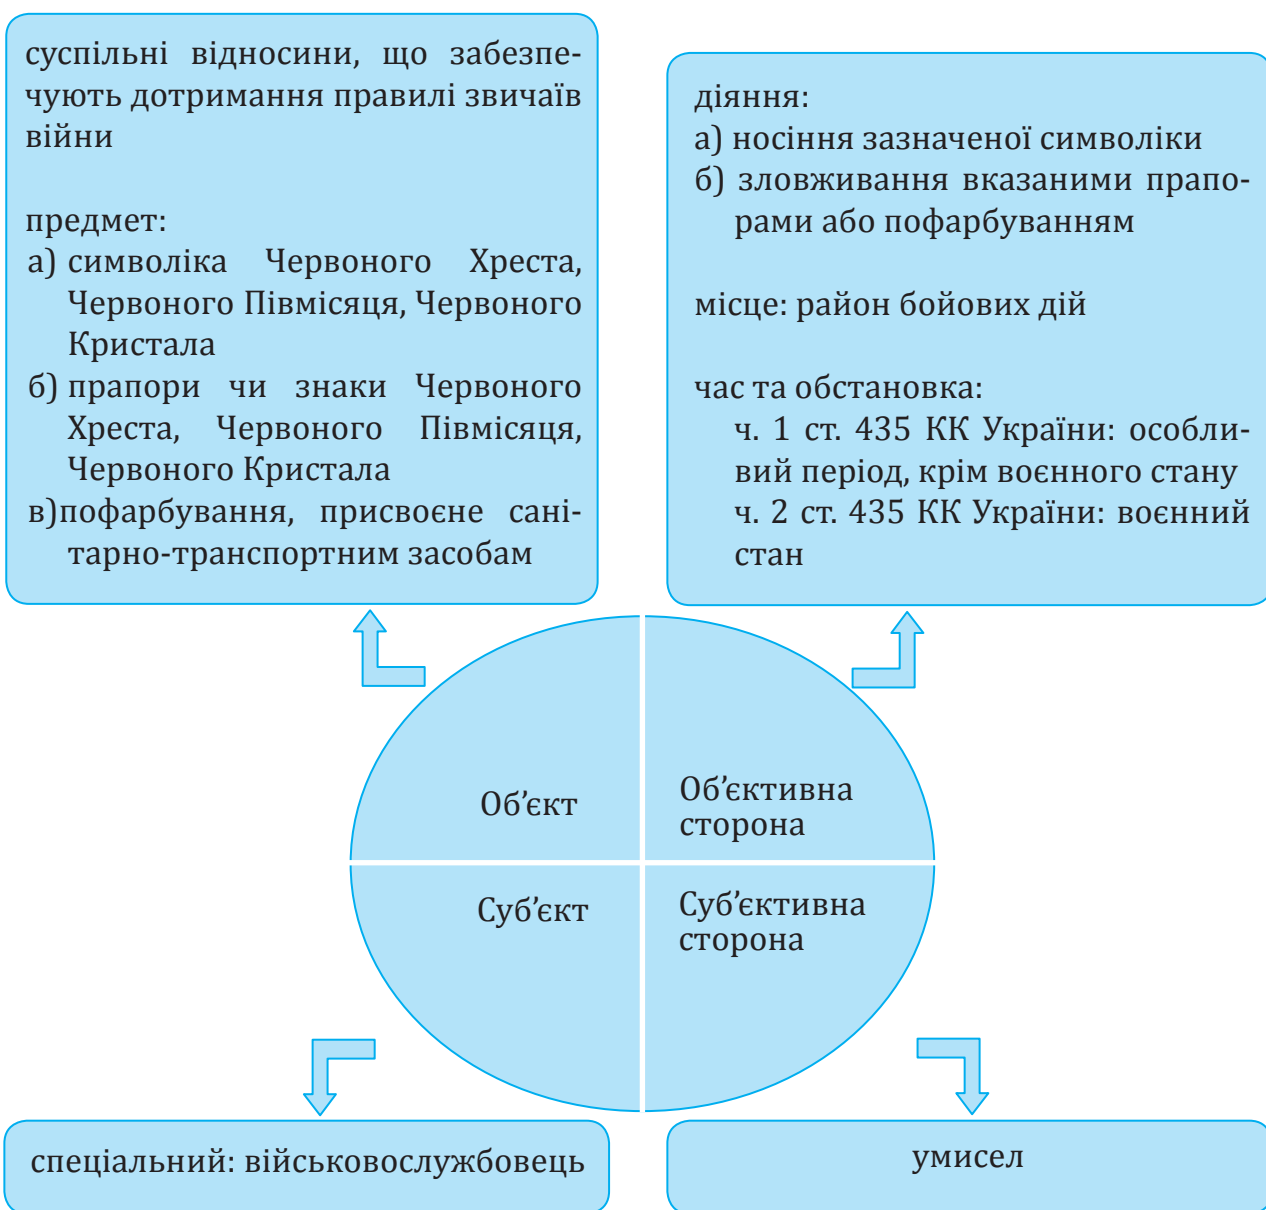 суспільні відносини, що забезпе-
чують дотримання правилі звичаїв
війни
предмет:
а) символіка Червоного Хреста,
Червоного Півмісяця, Червоного
Кристала
б) прапори чи знаки Червоного
Хреста, Червоного Півмісяця,
Червоного Кристала
в)пофарбування, присвоєне сані-
тарно-транспортним засобам
діяння:
а) носіння зазначеної символіки
б) зловживання вказаними прапо-
рами або пофарбуванням
місце: район бойових дій
час та обстановка:
ч. 1 ст. 435 КК України: особли-
вий період, крім воєнного стану
ч. 2 ст. 435 КК України: воєнний
стан
Об’єкт
Об’єктивна
сторона
Суб’єкт
Суб’єктивна
сторона
спеціальний: військовослужбовець
умисел